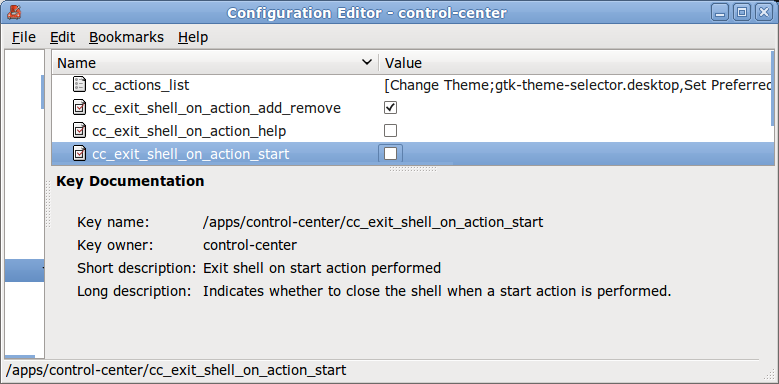 Configuration Editor - control-center
File Edit Bookmarks Help
Name Value
cc_actions_list [Change Theme;gtk-theme-selector.desktop,Set Preferred
cc_exit_shell_on_action_add_remove
cc_exit_shell_on_action_help
cc_exit_shell_on_action_start
Key Documentation
Key name: /apps/control-center/cc_exit_shell_on_action_start
Key owner: control-center
Short description: Exit shell on start action performed
Long description: Indicates whether to close the shell when a start action is performed.
/apps/control-center/cc_exit_shell_on_action_start